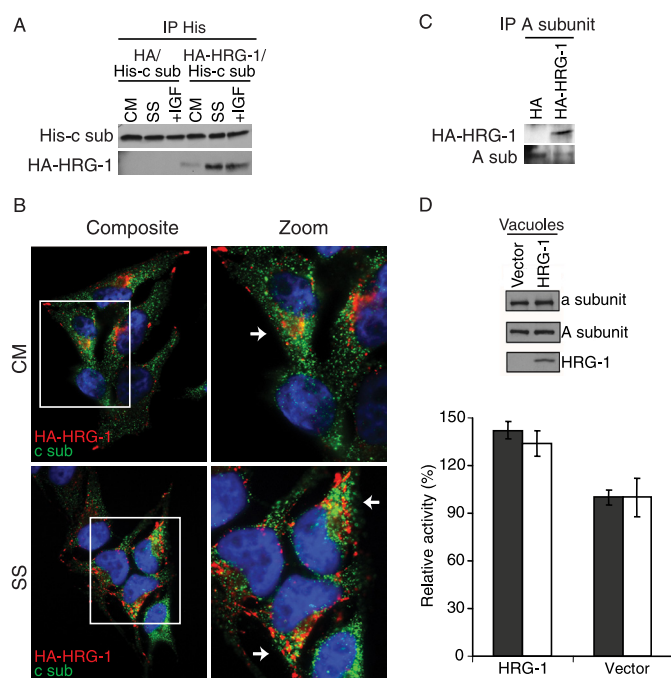 A
IP His
HA/
His-c sub
HA-HRG-1/
His-c sub
CM
SS
+IGF
CM
SS
+IGF
His-c sub
HA-HRG-1
B
Composite
Zoom
CM
HA-HRG-1
c sub
SS
HA-HRG-1
c sub
C
IP A subunit
HA
HA-HRG-1
HA-HRG-1
A sub
D
Vacuoles
Vector
HRG-1
a subunit
A subunit
HRG-1
Relative activity (%)
150
120
90
60
30
0
HRG-1
Vector